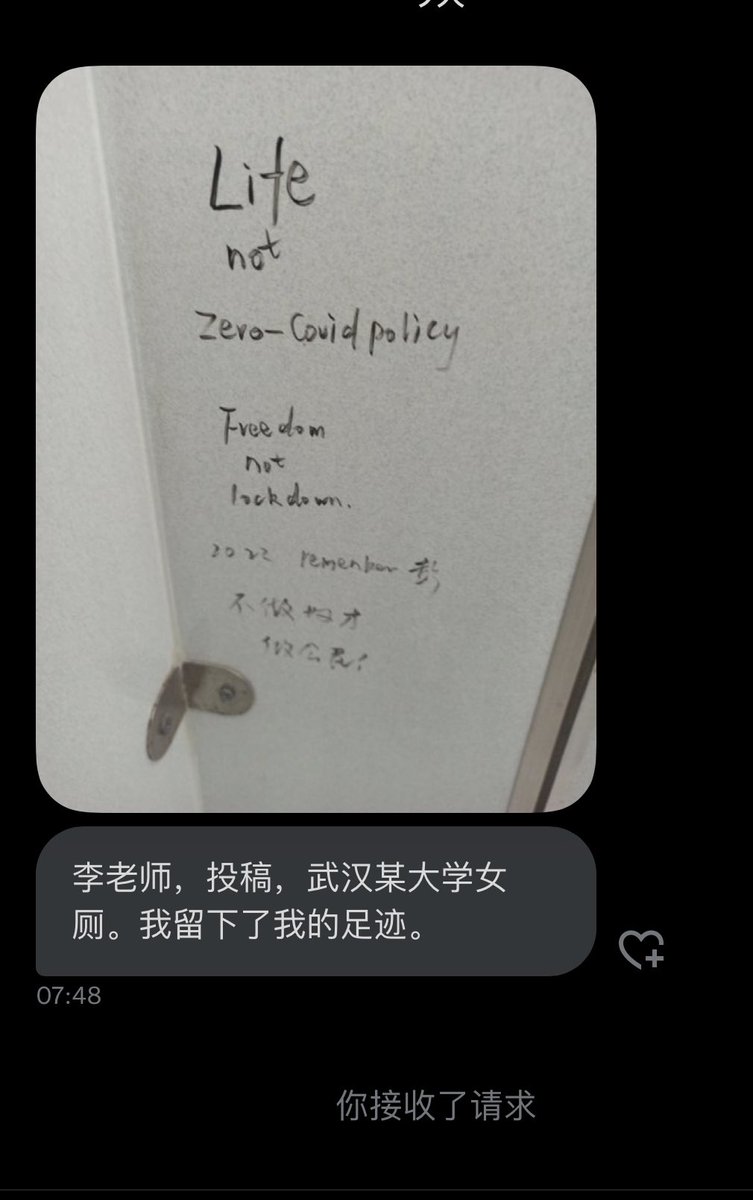 Life
not
Zero-Covid policy
Freedom
not
lockdown.
2022 remember 彭
不做奴才
做公民!
李老师，投稿，武汉某大学女
厕。我留下了我的足迹。
07:48
你接收了请求